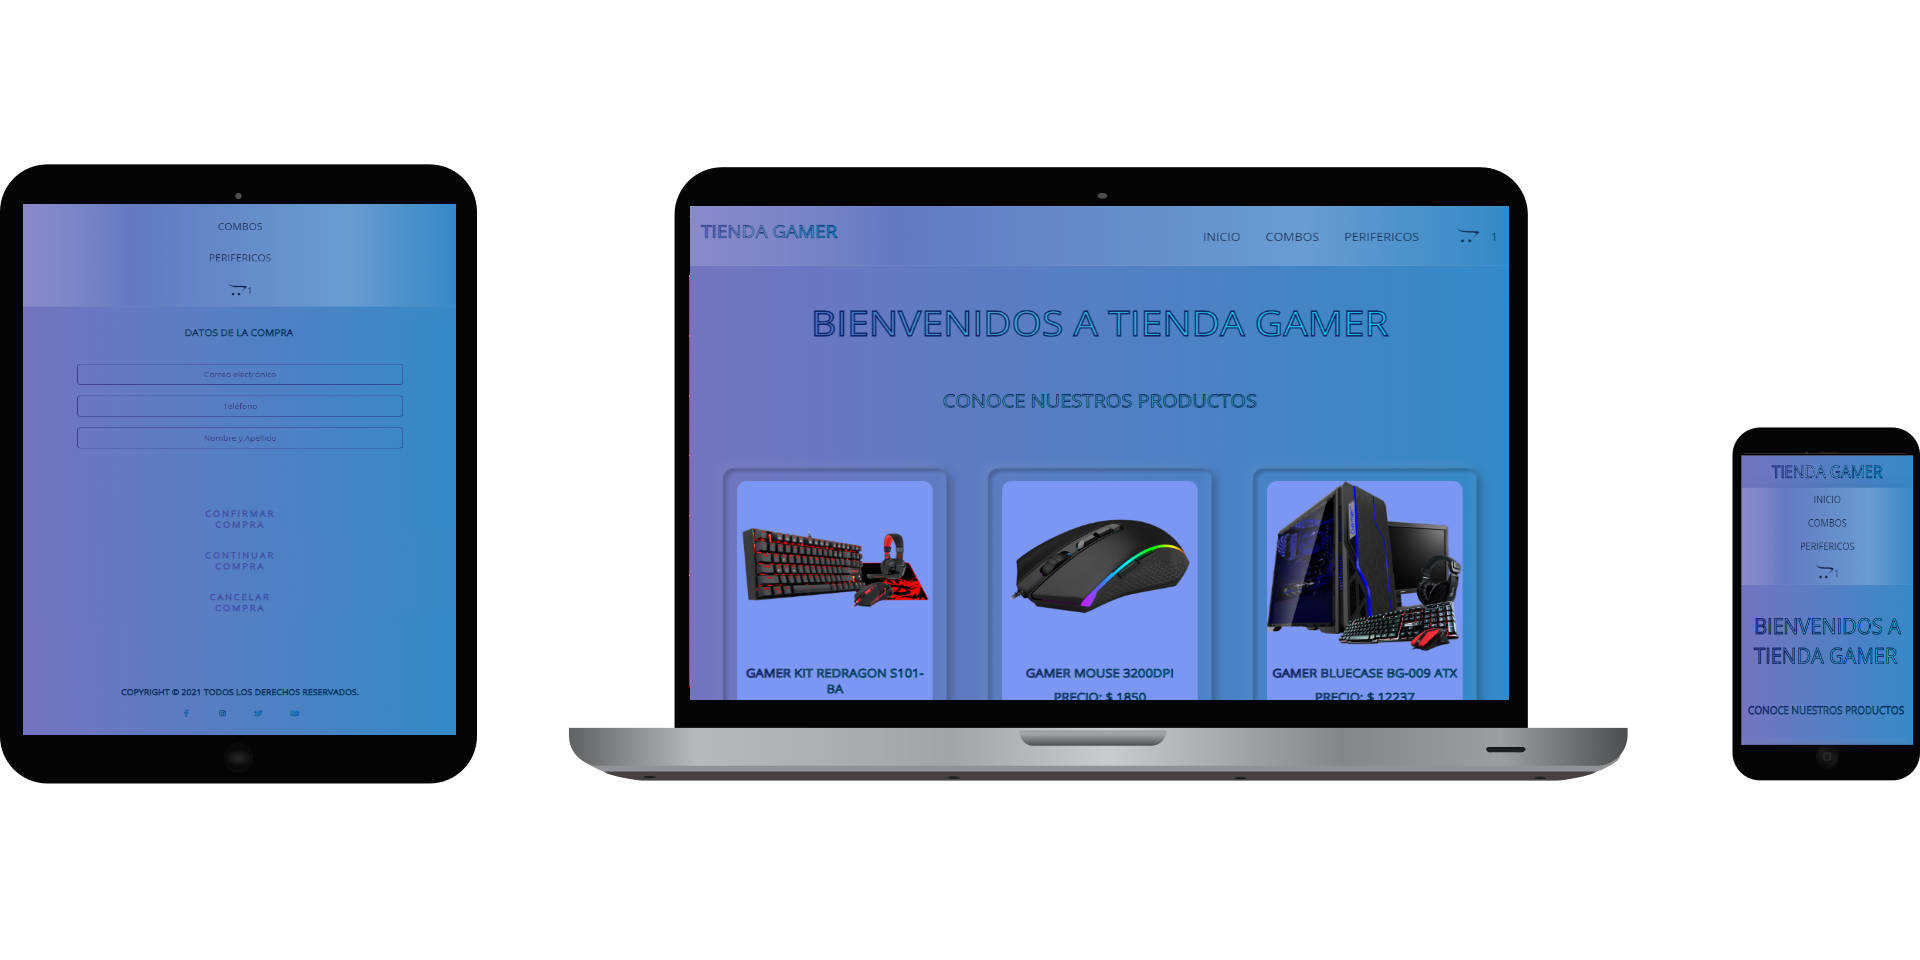 COMBOS
PERIFERICOS
1
DATOS DE LA COMPRA
Correo electrónico
Teléfono
Nombre y Apellido
CONFIRMAR
COMPRA
CONTINUAR
COMPRA
CANCELAR
COMPRA
COPYRIGHT © 2021 TODOS LOS DERECHOS RESERVADOS.
TIENDA GAMER
INICIO COMBOS PERIFERICOS 1
BIENVENIDOS A TIENDA GAMER
CONOCE NUESTROS PRODUCTOS
GAMER KIT REDRAGON S101-
BA
GAMER MOUSE 3200DPI
PRECIO: $ 1850
GAMER BLUECASE BG-009 ATX
PRECIO: $ 12237
TIENDA GAMER
INICIO
COMBOS
PERIFERICOS
1
BIENVENIDOS A
TIENDA GAMER
CONOCE NUESTROS PRODUCTOS